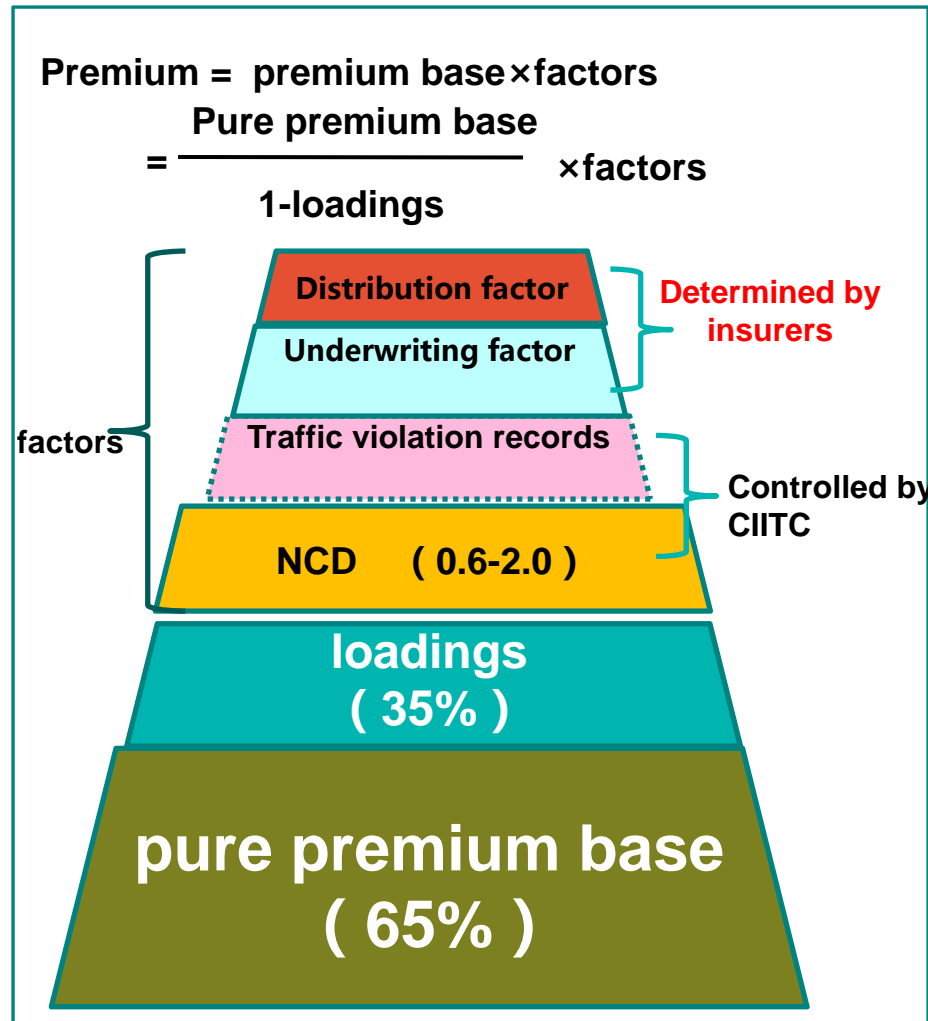 Premium = premium base×factors
Pure premium base
= ×factors
1-loadings
Distribution factor
Determined by
insurers
Underwriting factor
Traffic violation records
factors
Controlled by
CIITC
NCD ( 0.6-2.0 )
loadings
( 35% )
pure premium base
( 65% )